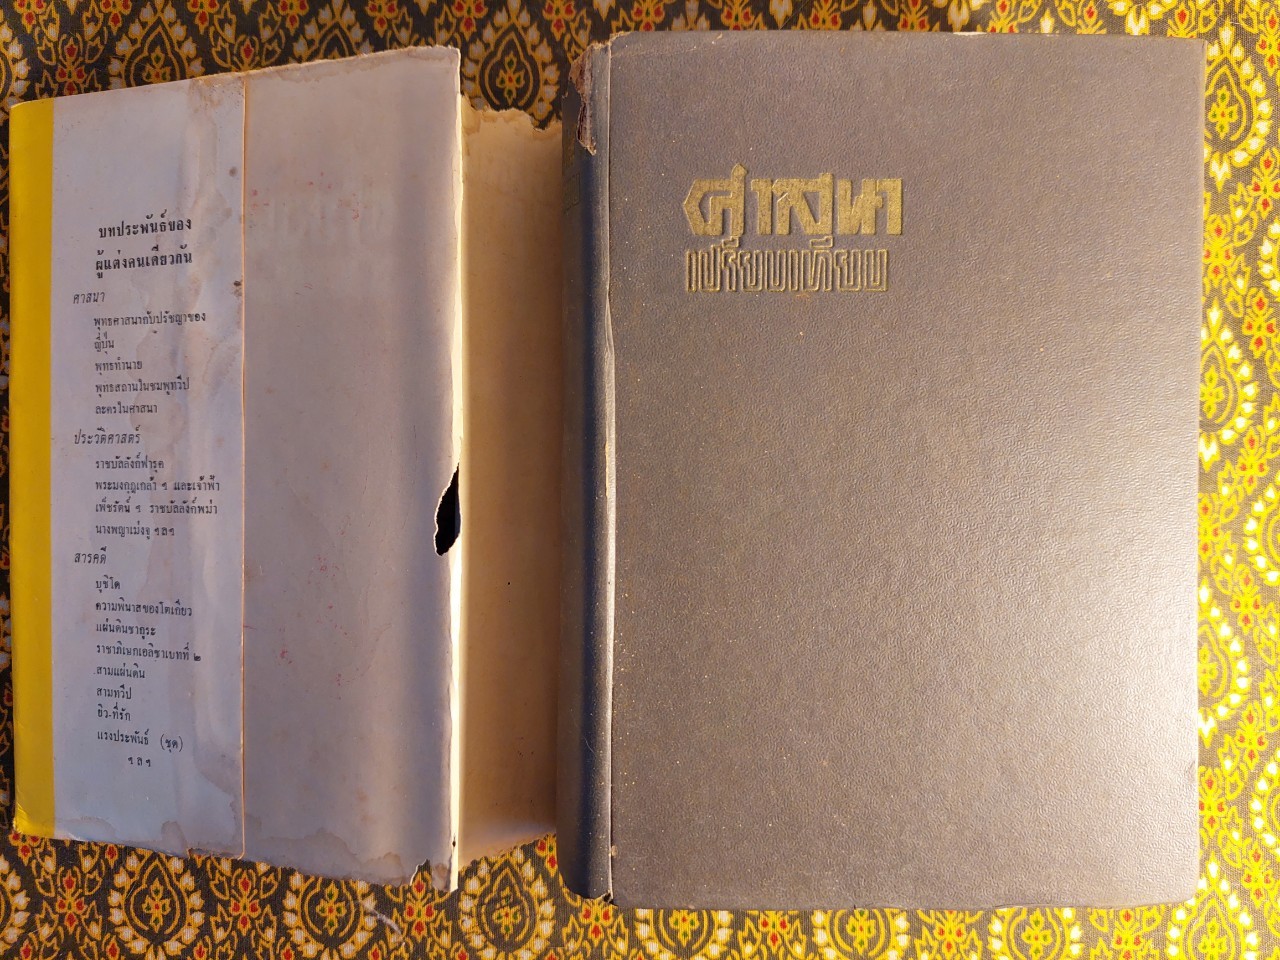 บทประพันธ์ของ
ผู้แต่งคนเดียวกัน
ศาสนา
พุทธศาสนากับปรัชญาของ
ญี่ปุ่น
พุทธทำนาย
พุทธสถานในชมพูทวีป
ละครในศาสนา
ประวัติศาสตร์
ราชบัลลังก์ฟารุค
พระมงกุฎเกล้า ฯ และเจ้าฟ้า
เพ็ชรัตน์ ฯ ราชบัลลังก์พม่า
นางพญาเม่งจู ฯลฯ
สารคดี
บูชิโด
ความพินาสของโตเกียว
แผ่นดินซากุระ
ราชาภิเษกเอลิซาเบทที่ ๒
สามแผ่นดิน
สามทวีป
ยิว-ที่รัก
แรงประพันธ์ (ชุด)
ฯลฯ
ศาสนา
เปรียบเทียบ